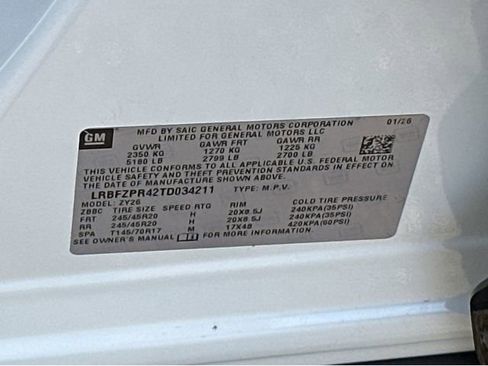 GM
MFD BY SAIC GENERAL MOTORS CORPORATION 01/26
LIMITED FOR GENERAL MOTORS LLC
GVWR GAWR FRT GAWR RR
2350 KG 1270 KG 1225 KG
5180 LB 2799 LB 2700 LB
THIS VEHICLE CONFORMS TO ALL APPLICABLE U.S. FEDERAL MOTOR
VEHICLE SAFETY AND THEFT PREVENTION STANDARDS IN EFFECT
ON THE DATE OF MANUFACTURE SHOWN ABOVE.
LRBFZPR42TD034211 TYPE: M.P.V.
MODEL: ZY26
ZBBC TIRE SIZE SPEED RTG RIM COLD TIRE PRESSURE
FRT 245/45R20 H 20X8.5J 240KPA(35PSI)
RR 245/45R20 H 20X8.5J 240KPA(35PSI)
SPA T145/70R17 M 17X4B 420KPA(60PSI)
SEE OWNER'S MANUAL FOR MORE INFORMATION.